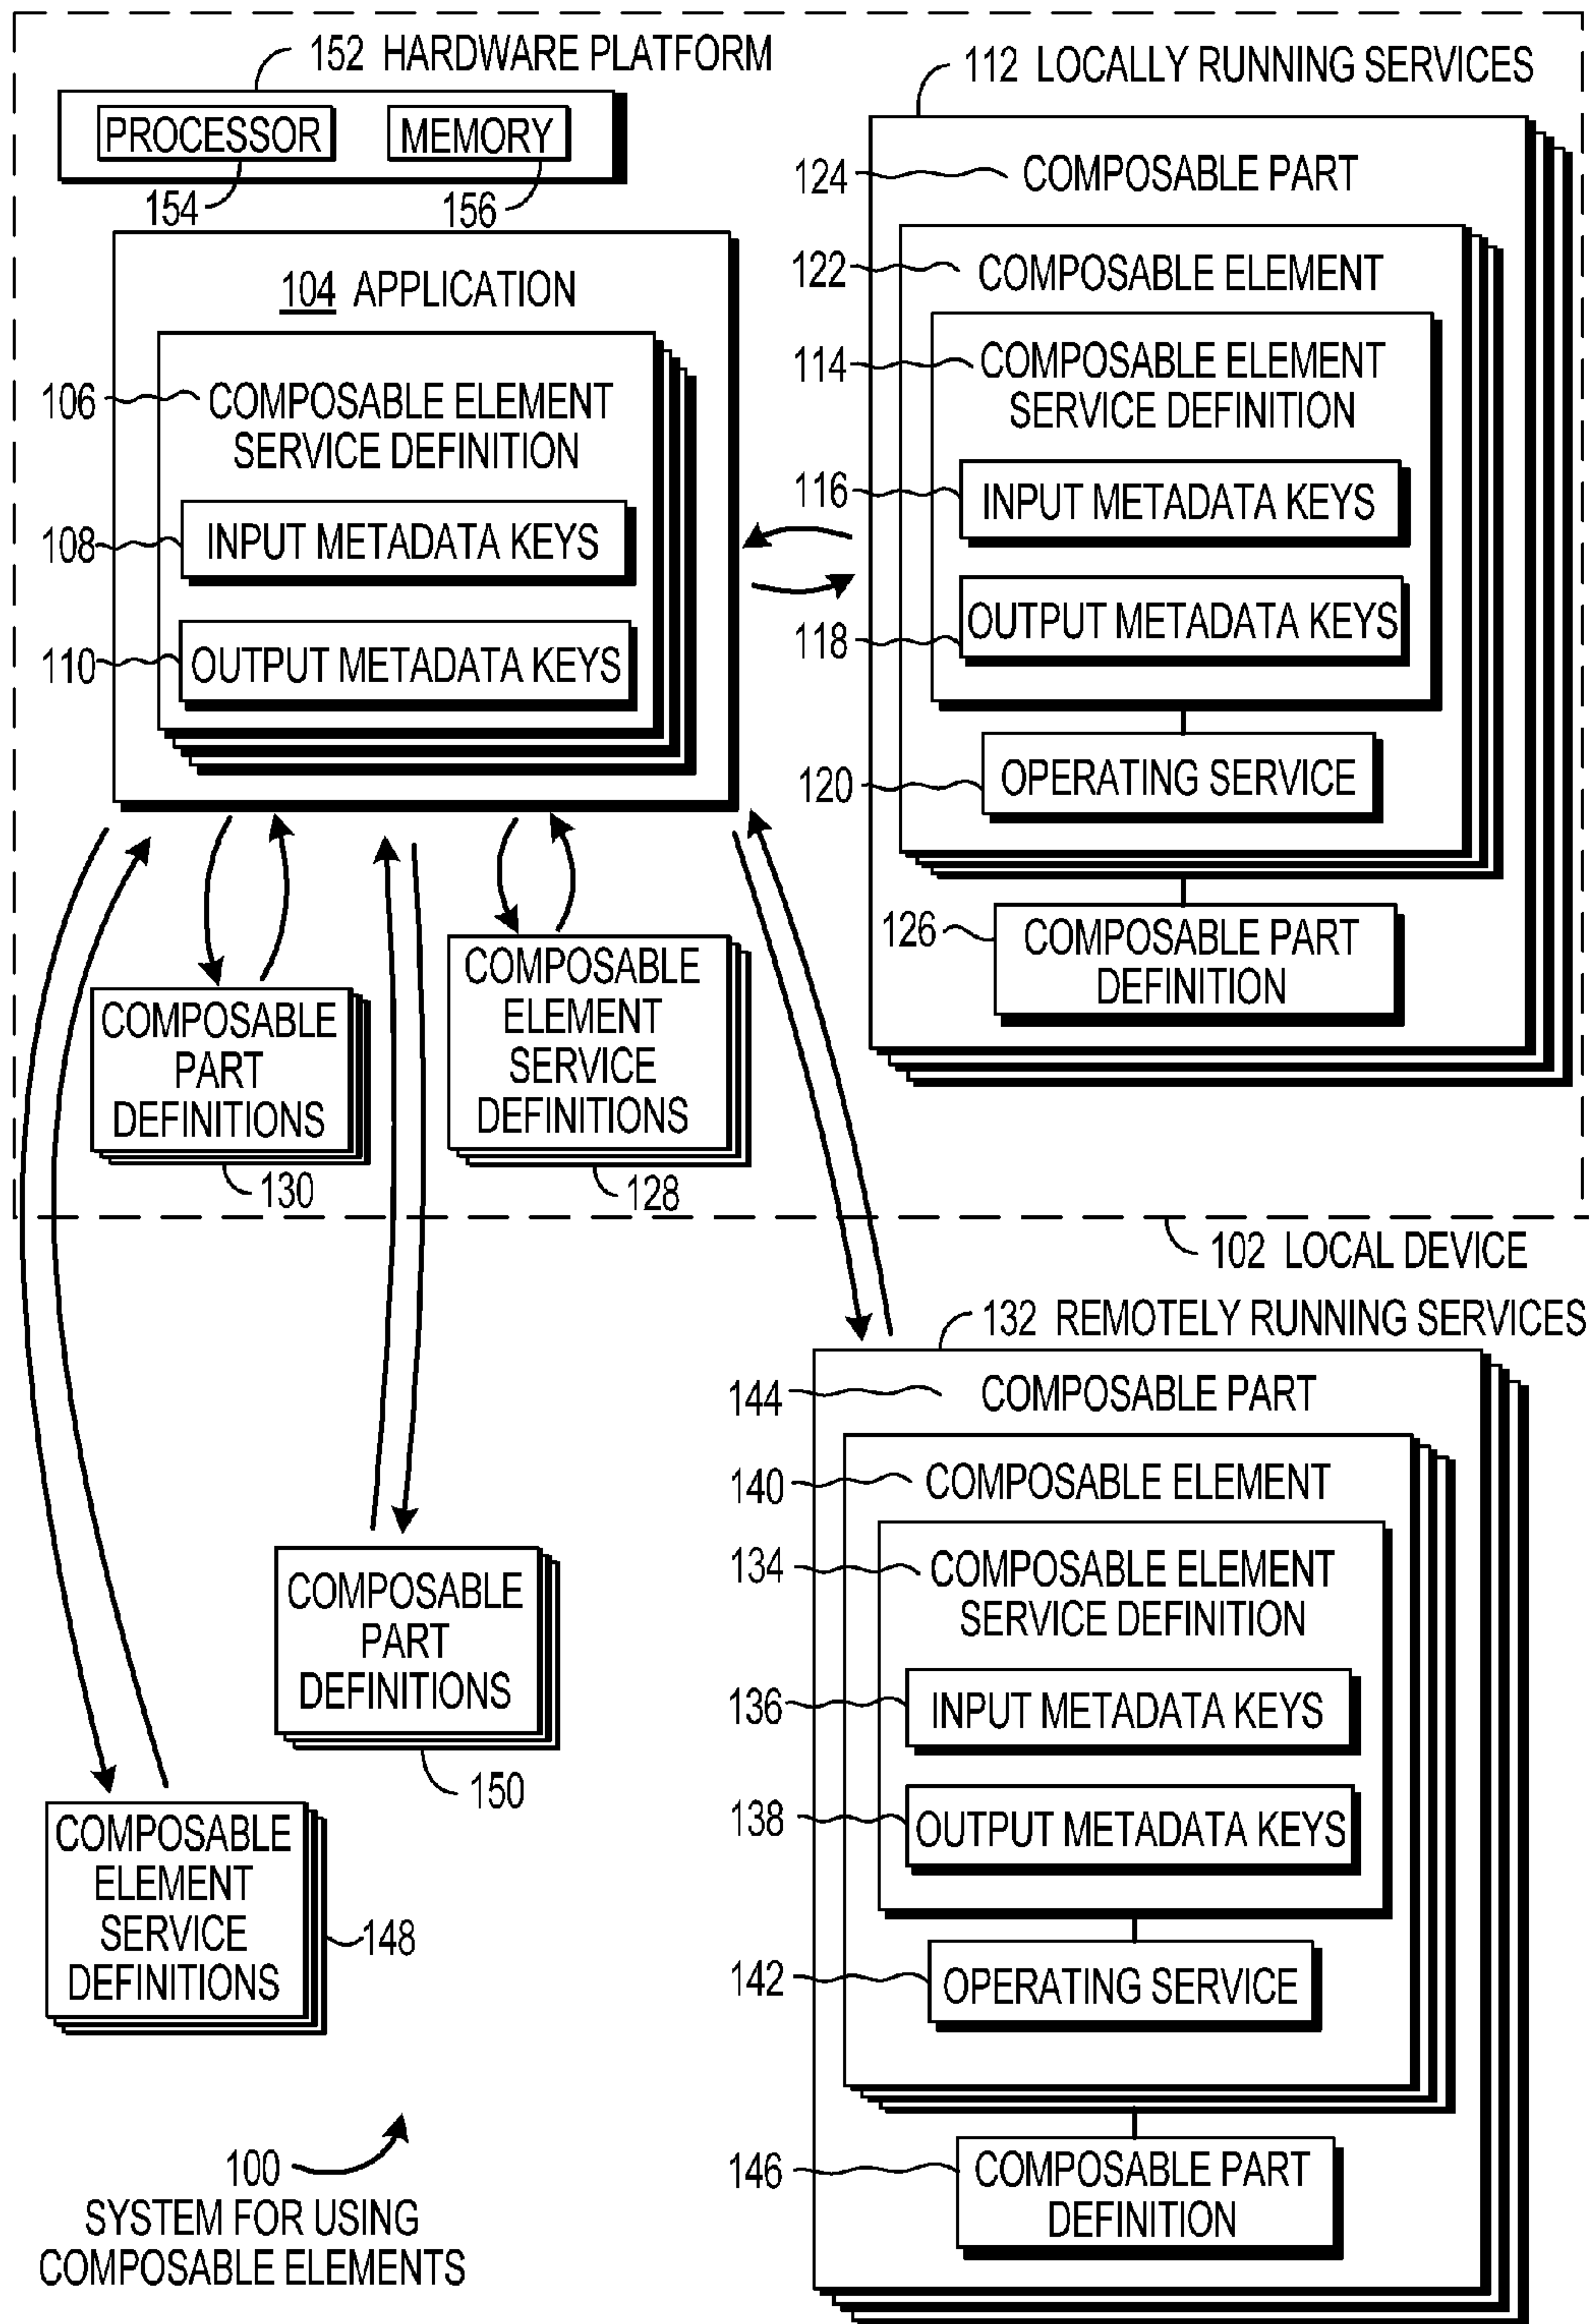 152 HARDWARE PLATFORM
PROCESSOR
MEMORY
154
156
104 APPLICATION
106
COMPOSABLE ELEMENT
SERVICE DEFINITION
108
INPUT METADATA KEYS
110
OUTPUT METADATA KEYS
112 LOCALLY RUNNING SERVICES
124
COMPOSABLE PART
122
COMPOSABLE ELEMENT
114
COMPOSABLE ELEMENT
SERVICE DEFINITION
116
INPUT METADATA KEYS
118
OUTPUT METADATA KEYS
120
OPERATING SERVICE
126
COMPOSABLE PART
DEFINITION
COMPOSABLE
PART
DEFINITIONS
130
COMPOSABLE
ELEMENT
SERVICE
DEFINITIONS
128
102 LOCAL DEVICE
132 REMOTELY RUNNING SERVICES
144
COMPOSABLE PART
140
COMPOSABLE ELEMENT
134
COMPOSABLE ELEMENT
SERVICE DEFINITION
136
INPUT METADATA KEYS
138
OUTPUT METADATA KEYS
142
OPERATING SERVICE
146
COMPOSABLE PART
DEFINITION
COMPOSABLE
PART
DEFINITIONS
150
COMPOSABLE
ELEMENT
SERVICE
DEFINITIONS
148
100
SYSTEM FOR USING
COMPOSABLE ELEMENTS